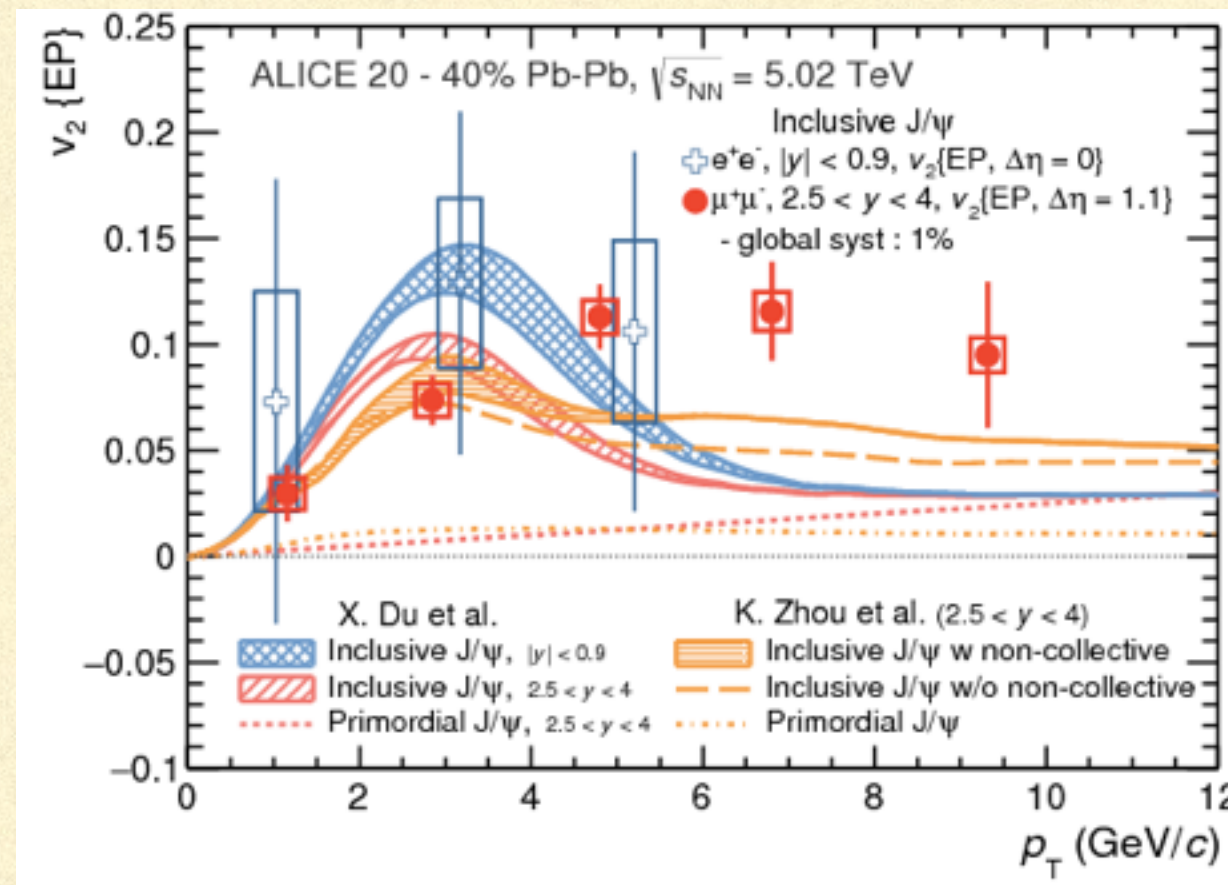 0.25
ALICE 20 - 40% Pb-Pb, √sNN = 5.02 TeV
v2 {EP}
0.2
Inclusive J/ψ
e+e-, |y| < 0.9, v2{EP, Δη = 0}
μ+μ-, 2.5 < y < 4, v2{EP, Δη = 1.1}
- global syst : 1%
0.15
0.1
0.05
0
X. Du et al.
Inclusive J/ψ, |y| < 0.9
Inclusive J/ψ, 2.5 < y < 4
Primordial J/ψ, 2.5 < y < 4
K. Zhou et al. (2.5 < y < 4)
Inclusive J/ψ w non-collective
Inclusive J/ψ w/o non-collective
Primordial J/ψ
−0.05
−0.1
0 2 4 6 8 10 12
pT (GeV/c)